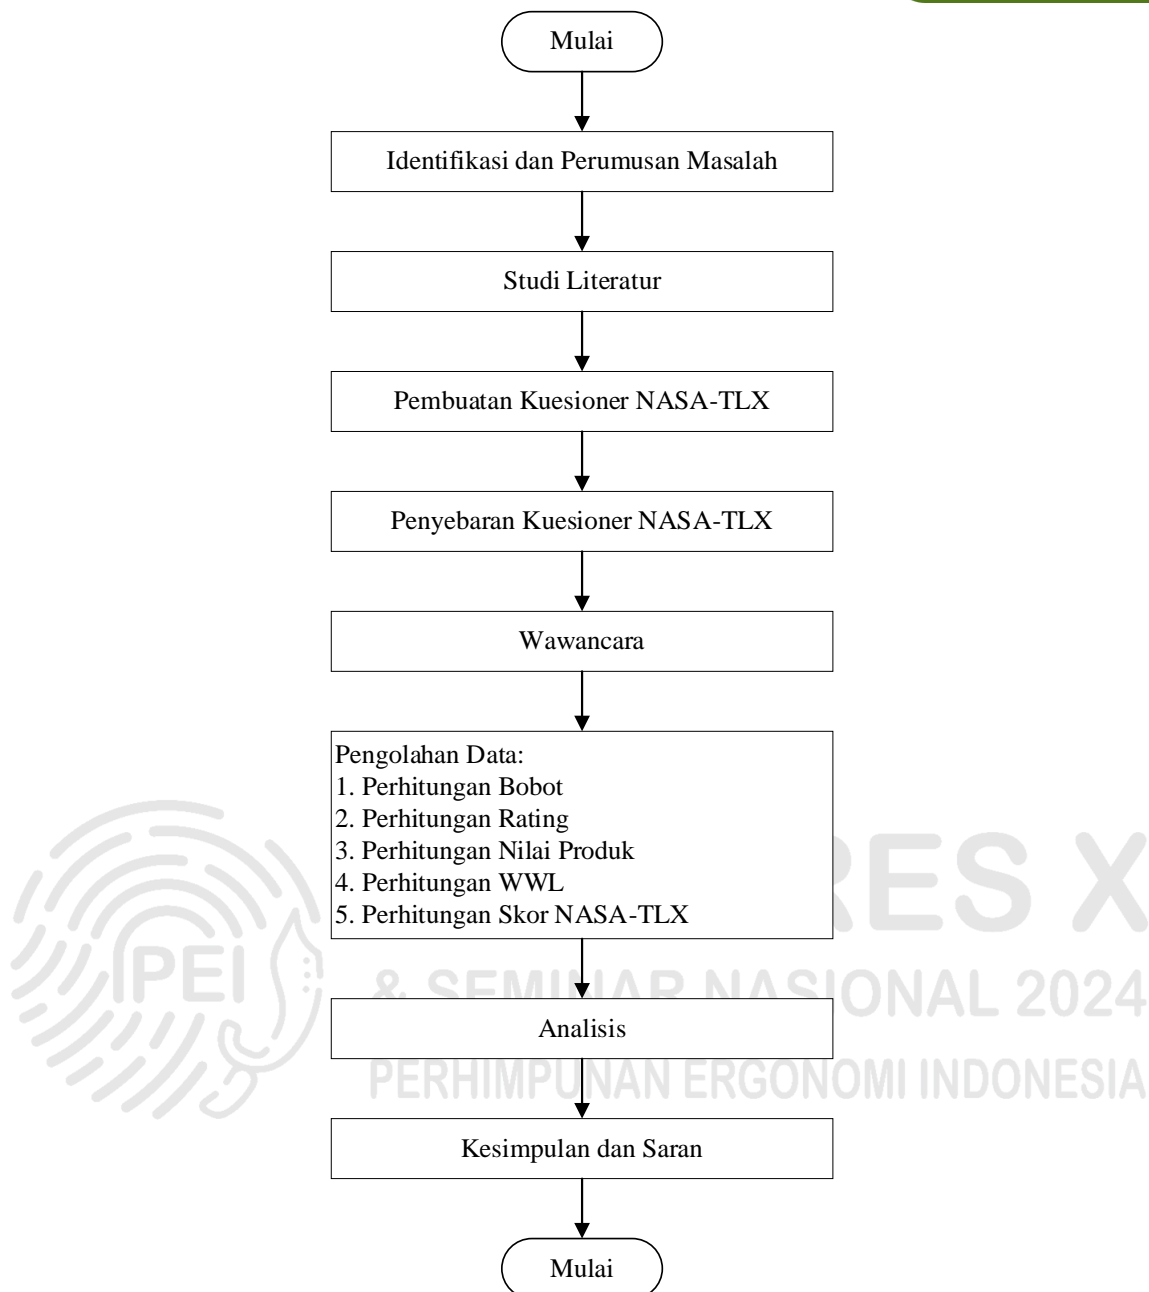 Mulai
Identifikasi dan Perumusan Masalah
Studi Literatur
Pembuatan Kuesioner NASA-TLX
Penyebaran Kuesioner NASA-TLX
Wawancara
Pengolahan Data:
1. Perhitungan Bobot
2. Perhitungan Rating
3. Perhitungan Nilai Produk
4. Perhitungan WWL
5. Perhitungan Skor NASA-TLX
RES X
PEI
& SEMINAR NASIONAL 2024
Analisis
PERHIMPUNAN ERGONOMI INDONESIA
Kesimpulan dan Saran
Mulai